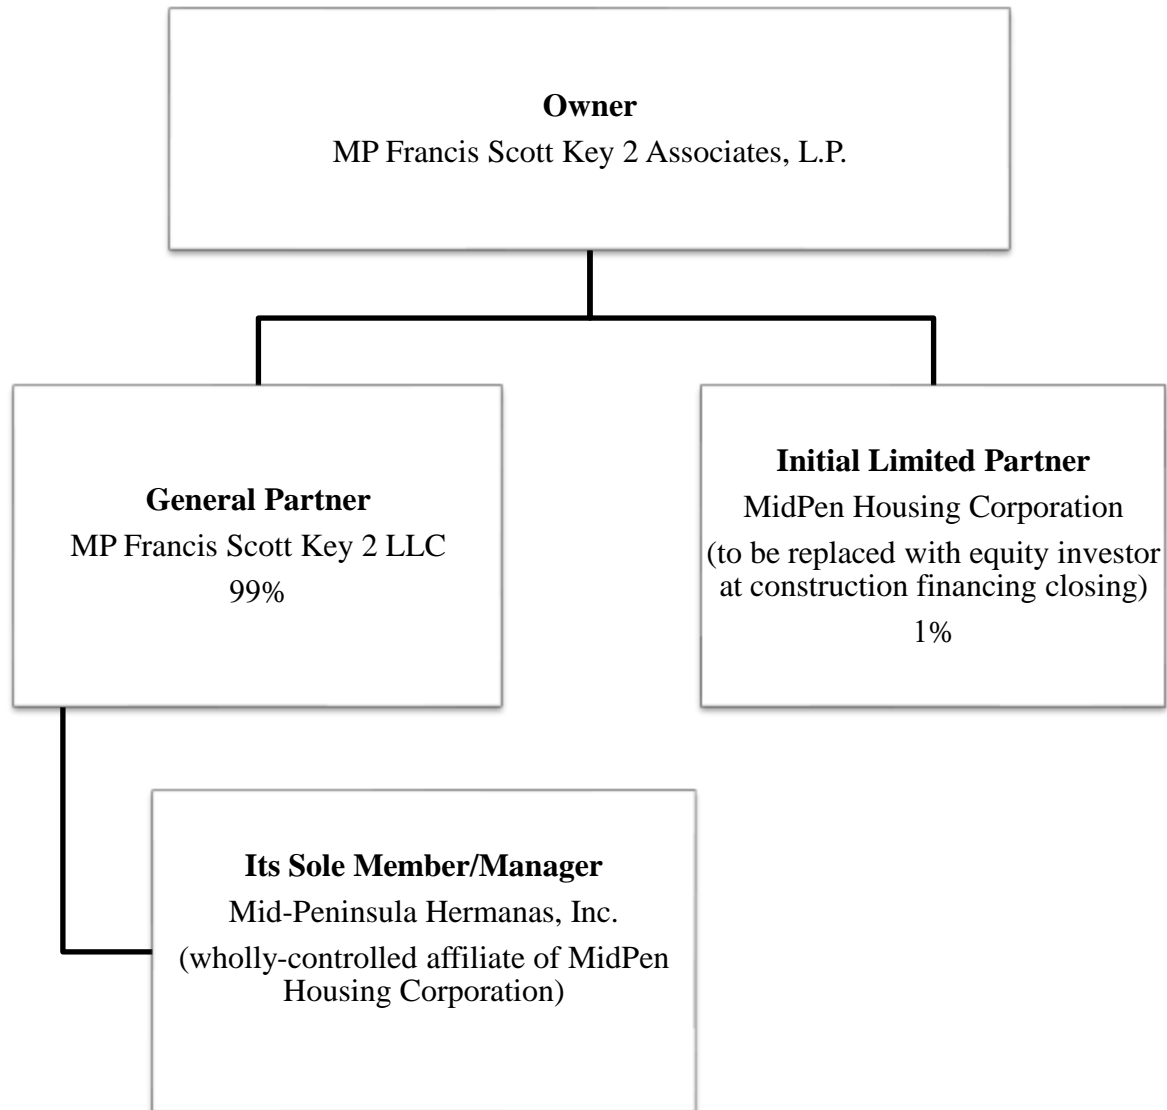 Owner
MP Francis Scott Key 2 Associates, L.P.
General Partner
MP Francis Scott Key 2 LLC
99%
Initial Limited Partner
MidPen Housing Corporation
(to be replaced with equity investor
at construction financing closing)
1%
Its Sole Member/Manager
Mid-Peninsula Hermanas, Inc.
(wholly-controlled affiliate of MidPen
Housing Corporation)